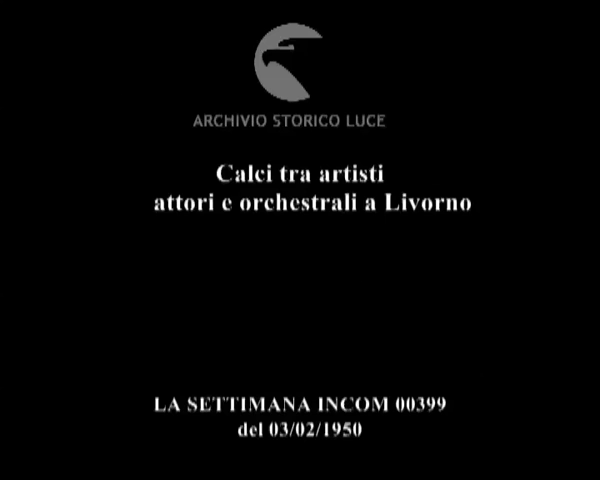 ARCHIVIO STORICO LUCE
Calci tra artisti
attori e orchestrali a Livorno
LA SETTIMANA INCOM 00399
del 03/02/1950